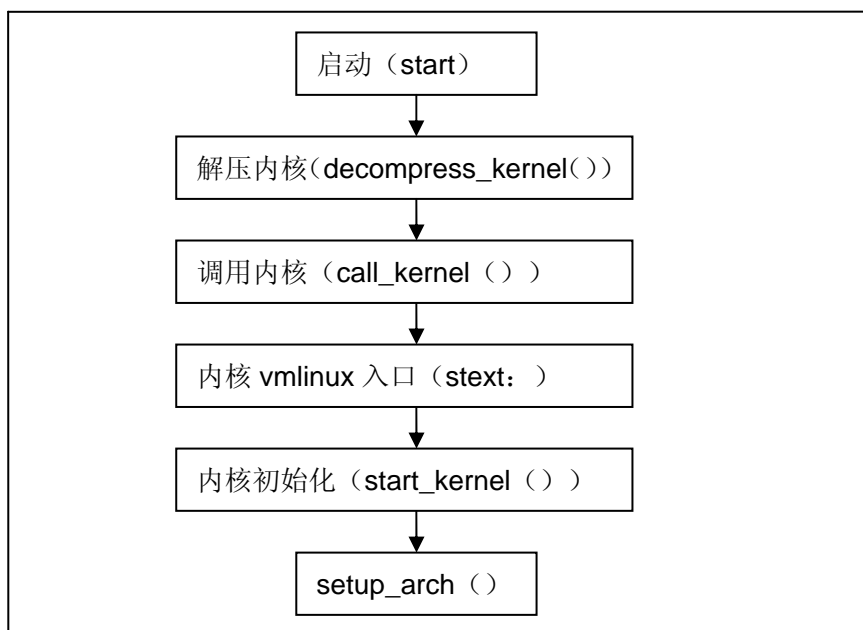 启动（start）
解压内核（decompress_kernel（））
调用内核（call_kernel（））
内核 vmlinux 入口（stext：）
内核初始化（start_kernel（））
setup_arch（）